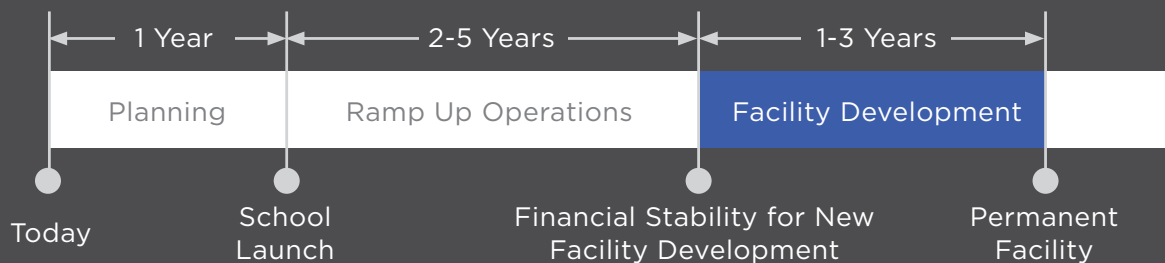 1 Year
2-5 Years
1-3 Years
Planning
Ramp Up Operations
Facility Development
Today
School
Launch
Financial Stability for New
Facility Development
Permanent
Facility